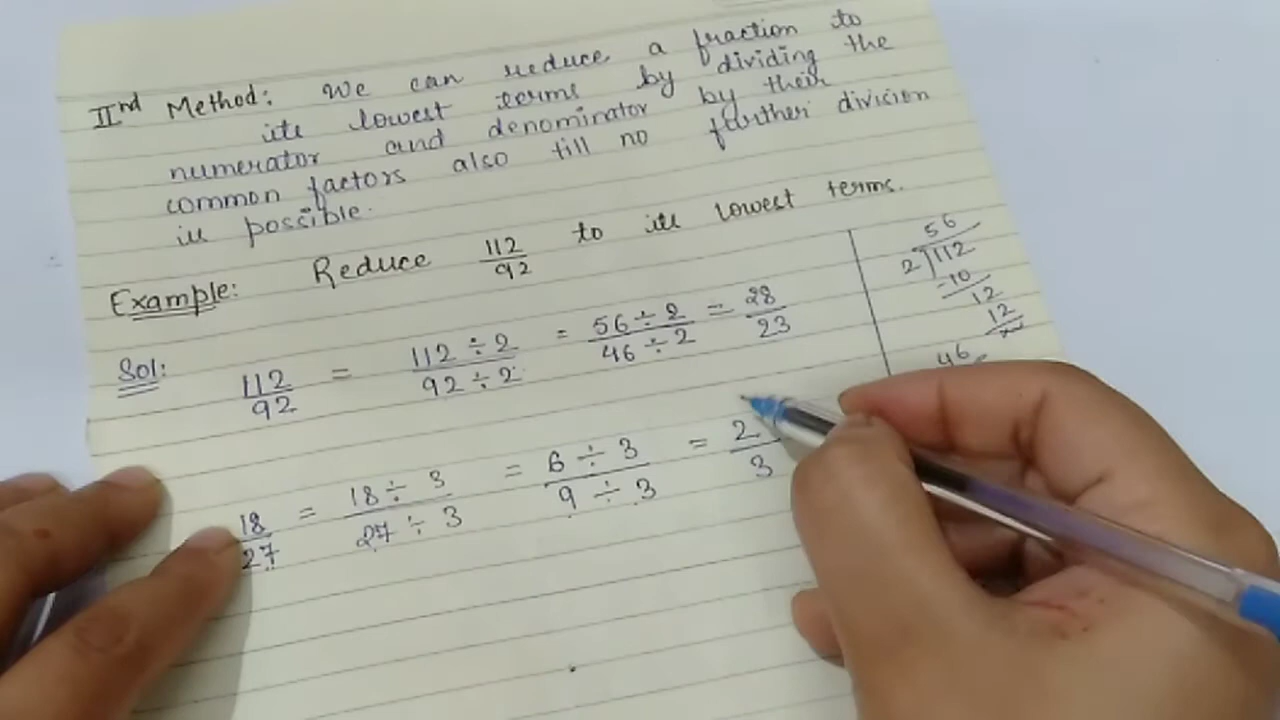 IInd Method: We can reduce a fraction to
its lowest terms by dividing the
numerator and denominator by their
common factors also till no further division
is possible.
Example: Reduce 112/92 to its lowest terms.
Sol: 112/92 = 112 ÷ 2/92 ÷ 2 = 56 ÷ 2/46 ÷ 2 = 28/23
18/27 = 18 ÷ 3/27 ÷ 3 = 6 ÷ 3/9 ÷ 3 = 2/3
56
2)112
-10
12
12
46